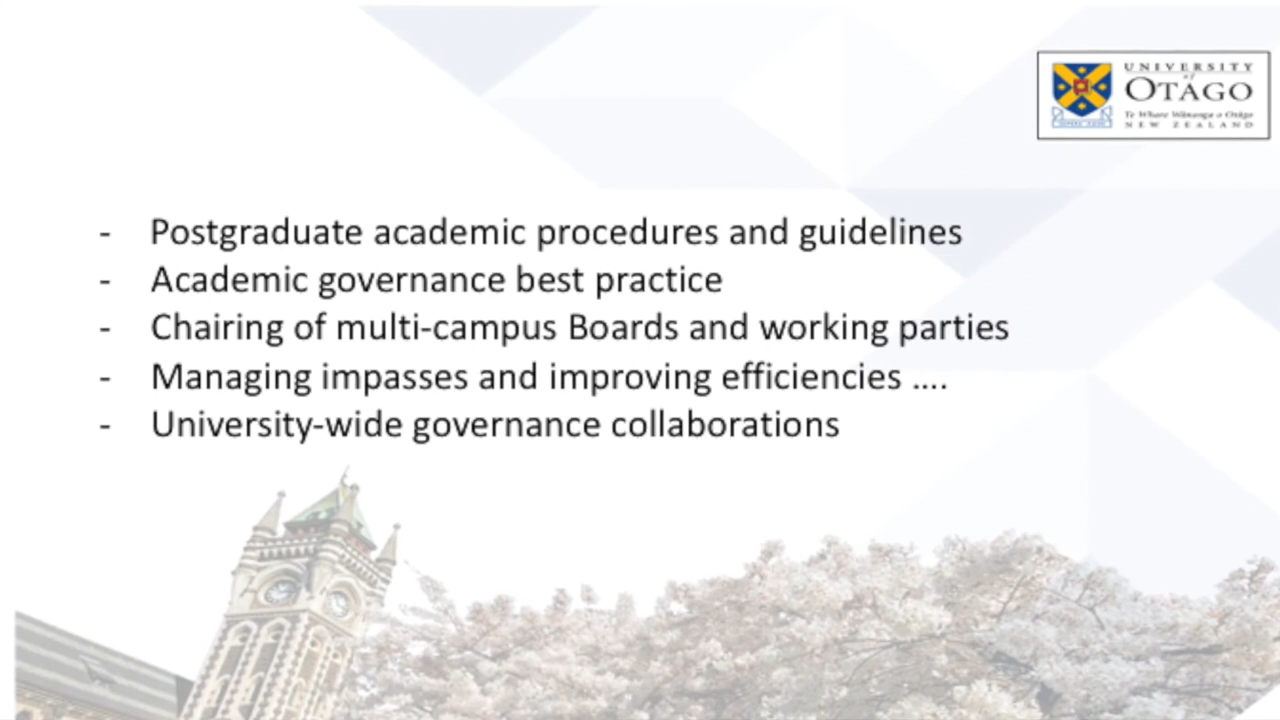 UNIVERSITY
of
OTĀGO
Te Whare Wānanga o Otāgo
NEW ZEALAND
- Postgraduate academic procedures and guidelines
- Academic governance best practice
- Chairing of multi-campus Boards and working parties
- Managing impasses and improving efficiencies ....
- University-wide governance collaborations